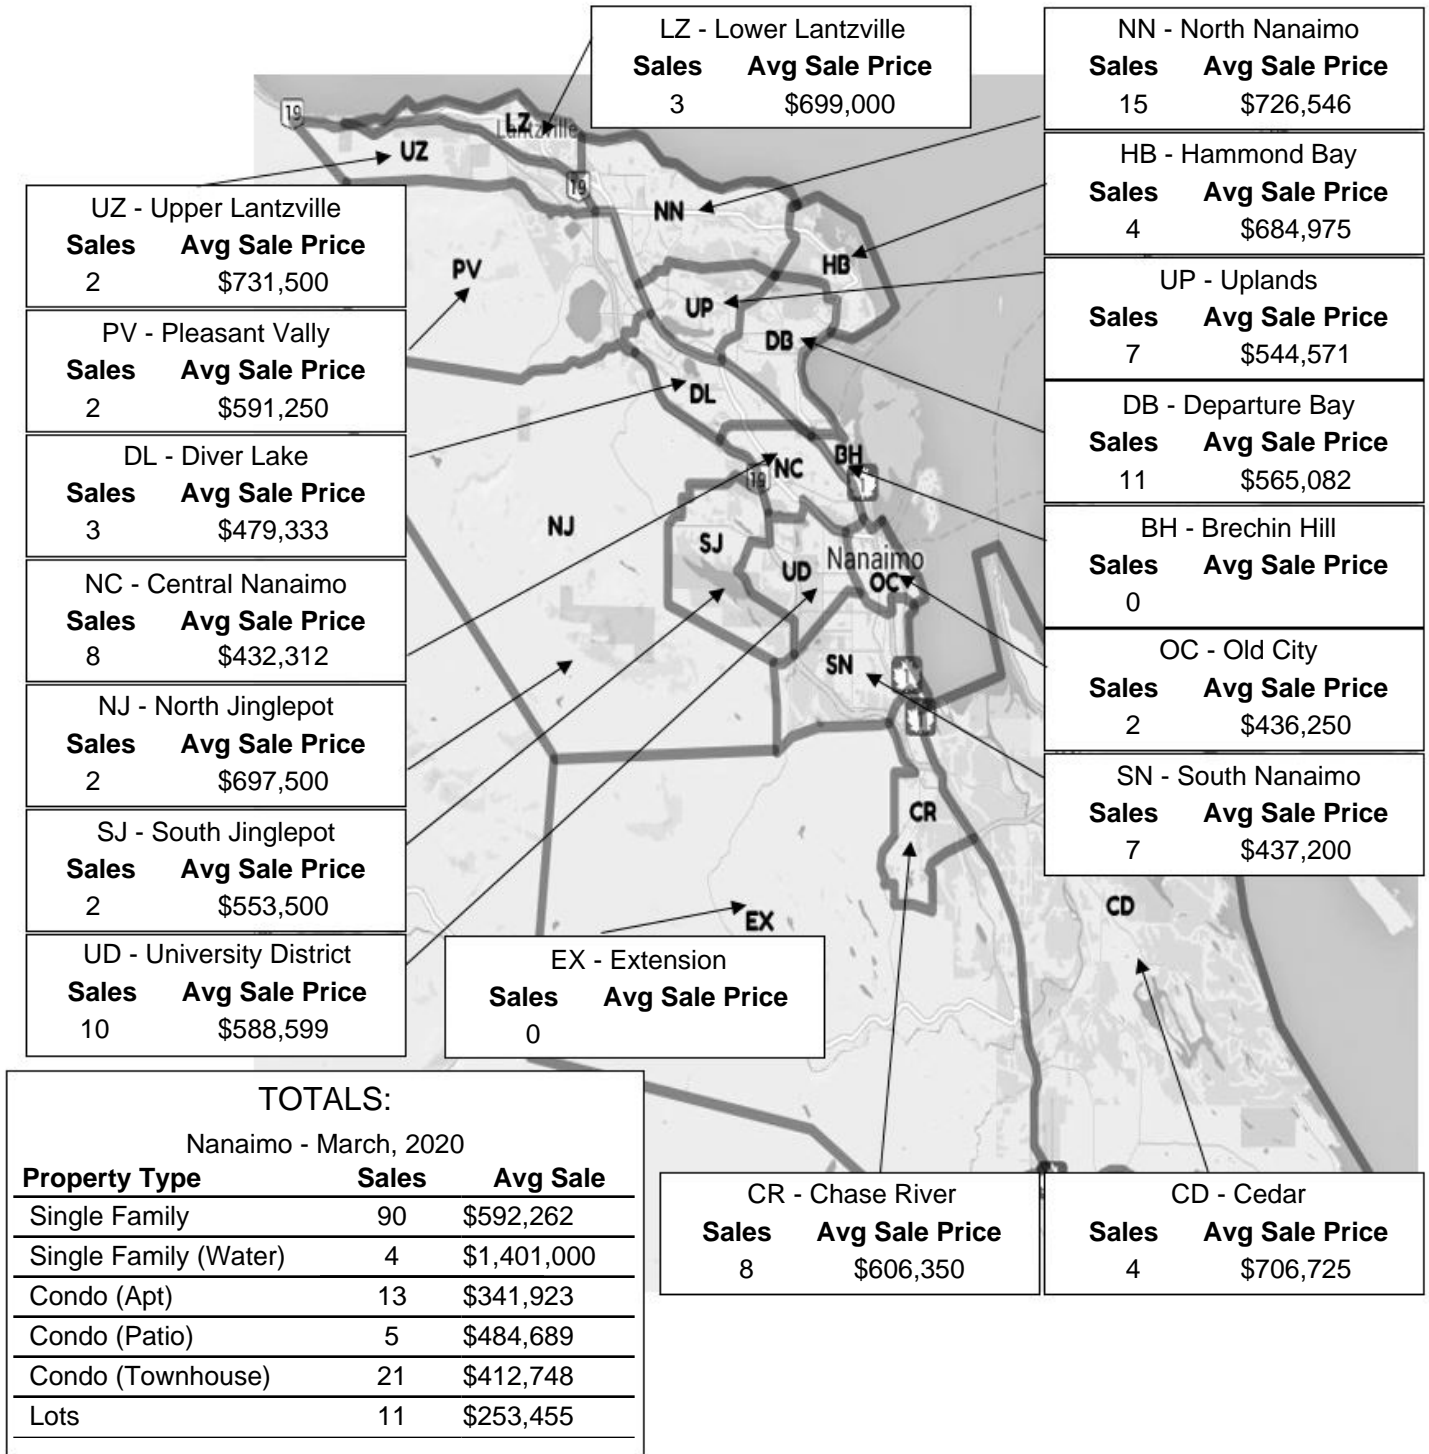 LZ - Lower Lantzville
Sales Avg Sale Price
3 $699,000
NN - North Nanaimo
Sales Avg Sale Price
15 $726,546
HB - Hammond Bay
Sales Avg Sale Price
4 $684,975
UP - Uplands
Sales Avg Sale Price
7 $544,571
DB - Departure Bay
Sales Avg Sale Price
11 $565,082
BH - Brechin Hill
Sales Avg Sale Price
0
OC - Old City
Sales Avg Sale Price
2 $436,250
SN - South Nanaimo
Sales Avg Sale Price
7 $437,200
UZ - Upper Lantzville
Sales Avg Sale Price
2 $731,500
PV - Pleasant Vally
Sales Avg Sale Price
2 $591,250
DL - Diver Lake
Sales Avg Sale Price
3 $479,333
NC - Central Nanaimo
Sales Avg Sale Price
8 $432,312
NJ - North Jinglepot
Sales Avg Sale Price
2 $697,500
SJ - South Jinglepot
Sales Avg Sale Price
2 $553,500
UD - University District
Sales Avg Sale Price
10 $588,599
EX - Extension
Sales Avg Sale Price
0
CR - Chase River
Sales Avg Sale Price
8 $606,350
CD - Cedar
Sales Avg Sale Price
4 $706,725
19
LZ
Lantzville
UZ
19
NN
PV
HB
UP
DB
DL
BH
NC
19
1
NJ
SJ
UD
Nanaimo
OC
SN
1
CR
EX
CD
TOTALS:
Nanaimo - March, 2020
Property Type Sales Avg Sale
Single Family 90 $592,262
Single Family (Water) 4 $1,401,000
Condo (Apt) 13 $341,923
Condo (Patio) 5 $484,689
Condo (Townhouse) 21 $412,748
Lots 11 $253,455